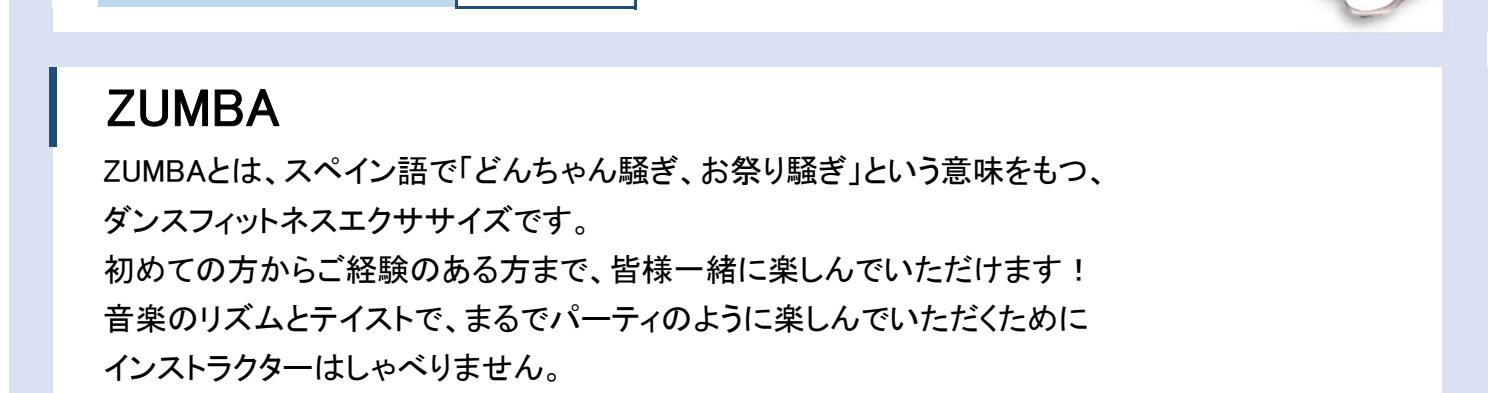 ZUMBA
ZUMBAとは、スペイン語で「どんちゃん騒ぎ、お祭り騒ぎ」という意味をもつ、
ダンスフィットネスエクササイズです。
初めての方からご経験のある方まで、皆様一緒に楽しんでいただけます！
音楽のリズムとテイストで、まるでパーティのように楽しんでいただくために
インストラクターはしゃべりません。